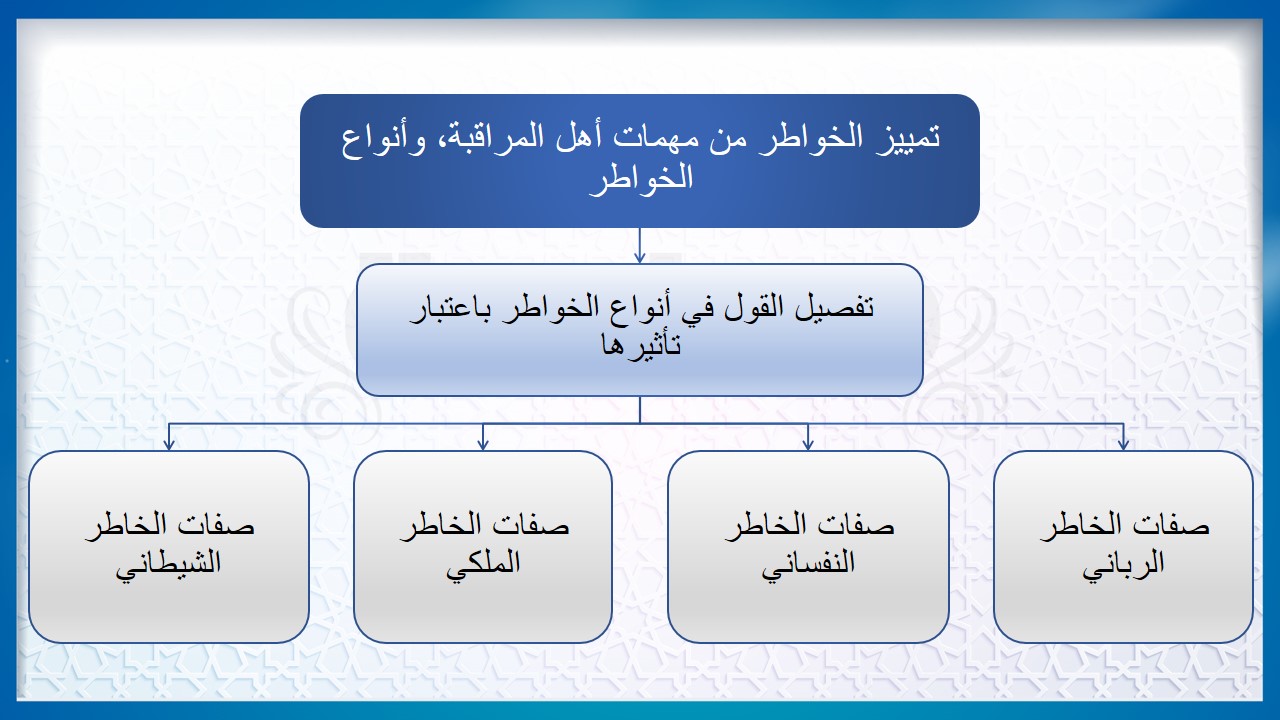 تمييز الخواطر من مهمات أهل المراقبة، وأنواع
الخواطر
تفصيل القول في أنواع الخواطر باعتبار
تأثيرها
صفات الخاطر
الرباني
صفات الخاطر
النفساني
صفات الخاطر
الملكي
صفات الخاطر
الشيطاني